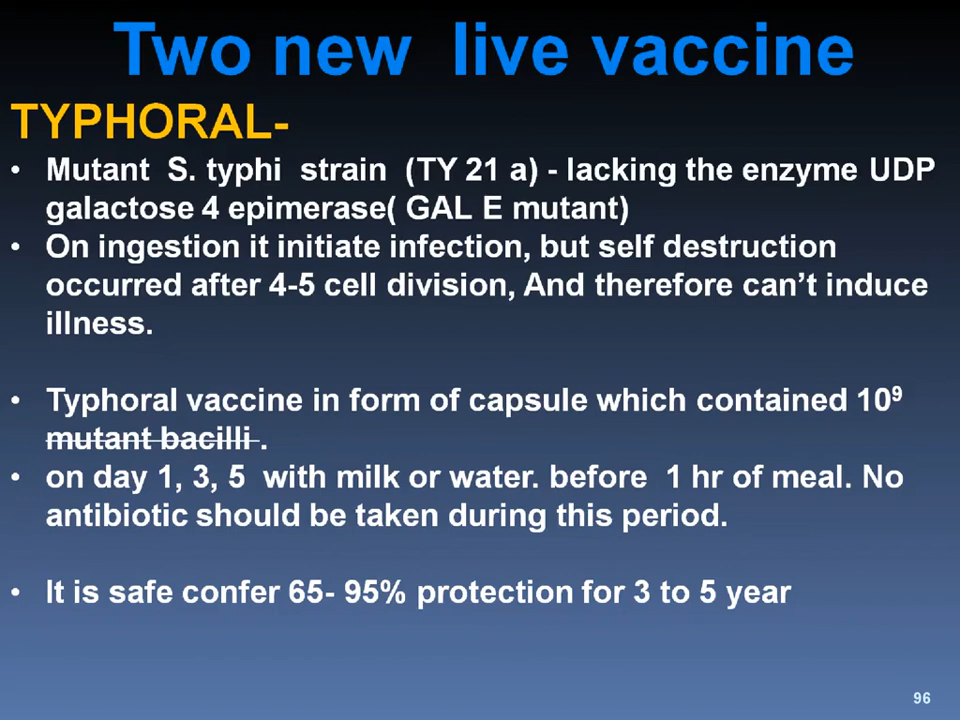 Two new live vaccine
TYPHORAL-
• Mutant S. typhi strain (TY 21 a) - lacking the enzyme UDP
galactose 4 epimerase( GAL E mutant)
• On ingestion it initiate infection, but self destruction
occurred after 4-5 cell division, And therefore can’t induce
illness.
• Typhoral vaccine in form of capsule which contained 10⁹
mutant bacilli .
• on day 1, 3, 5 with milk or water. before 1 hr of meal. No
antibiotic should be taken during this period.
• It is safe confer 65- 95% protection for 3 to 5 year
96